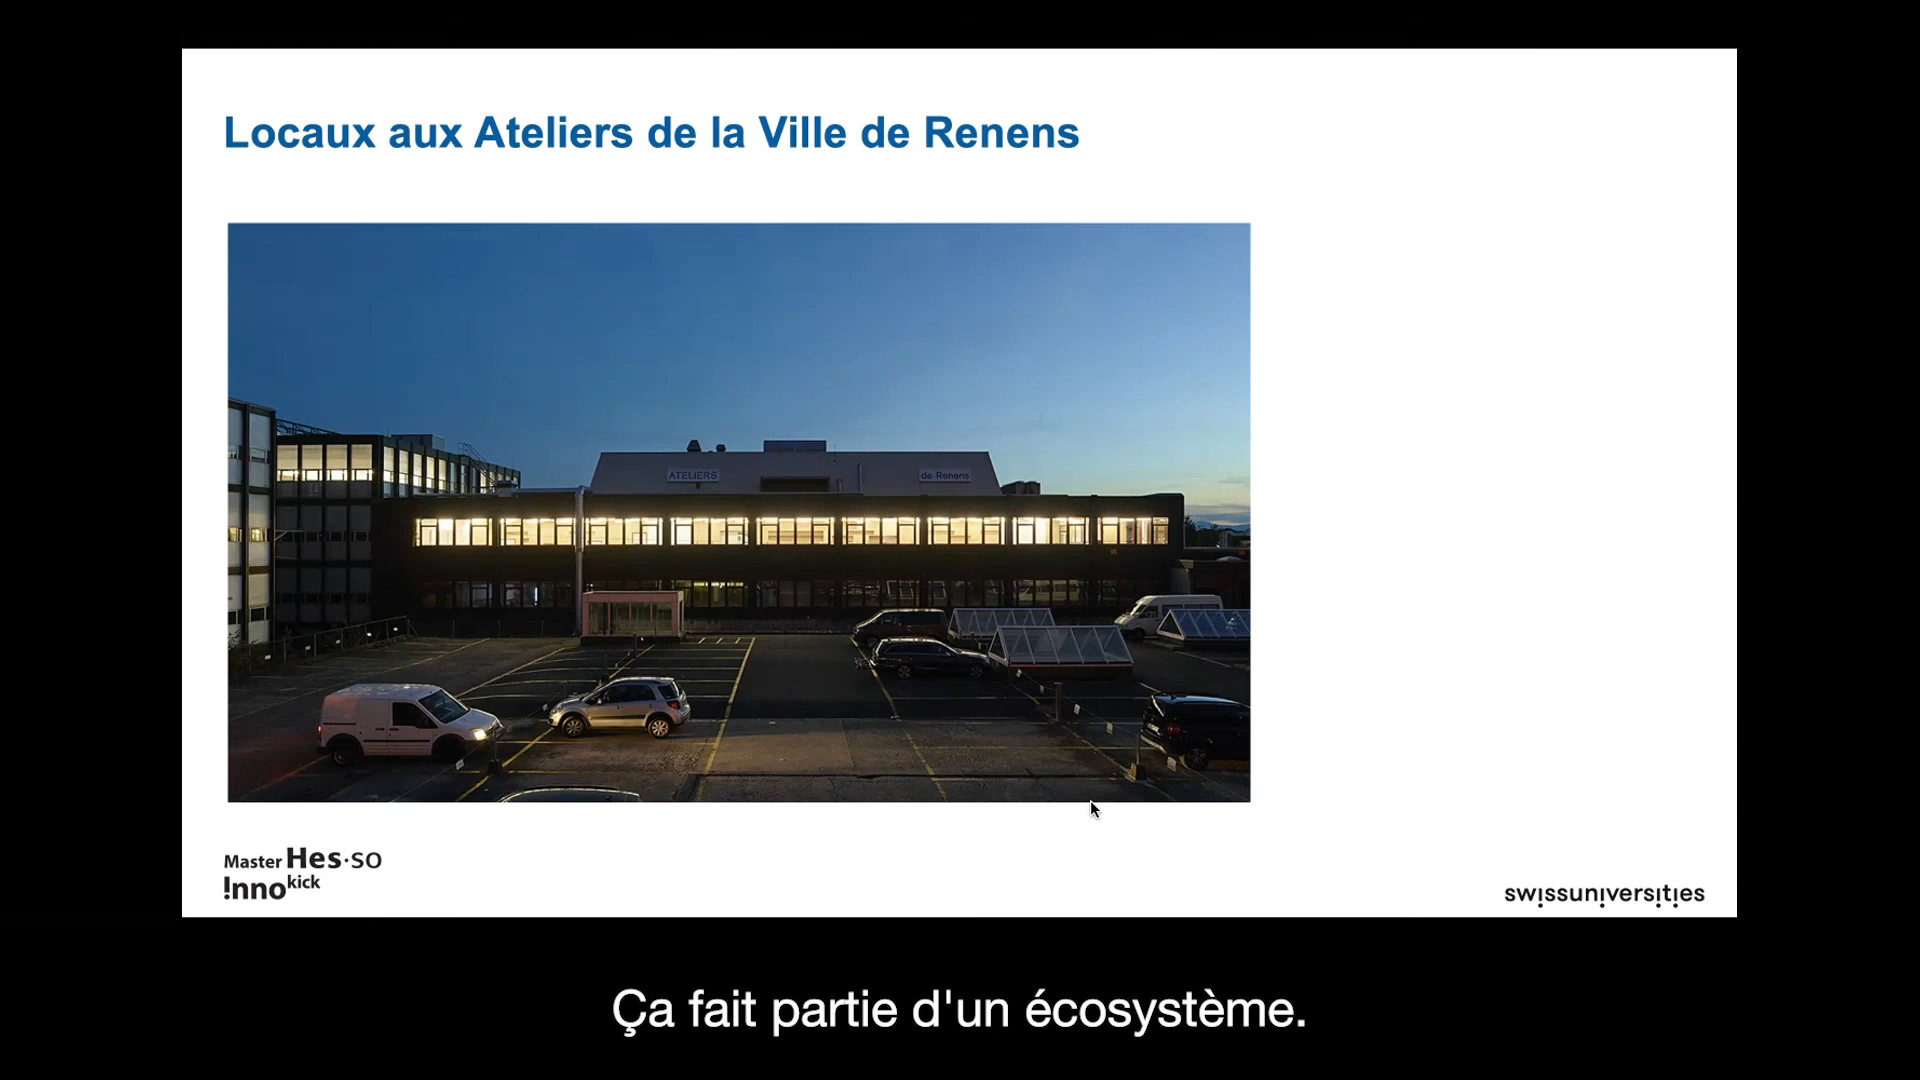 Locaux aux Ateliers de la Ville de Renens
ATELIERS
de Renens
Master Hes·so
!nnokick
swissuniversities
Ça fait partie d'un écosystème.